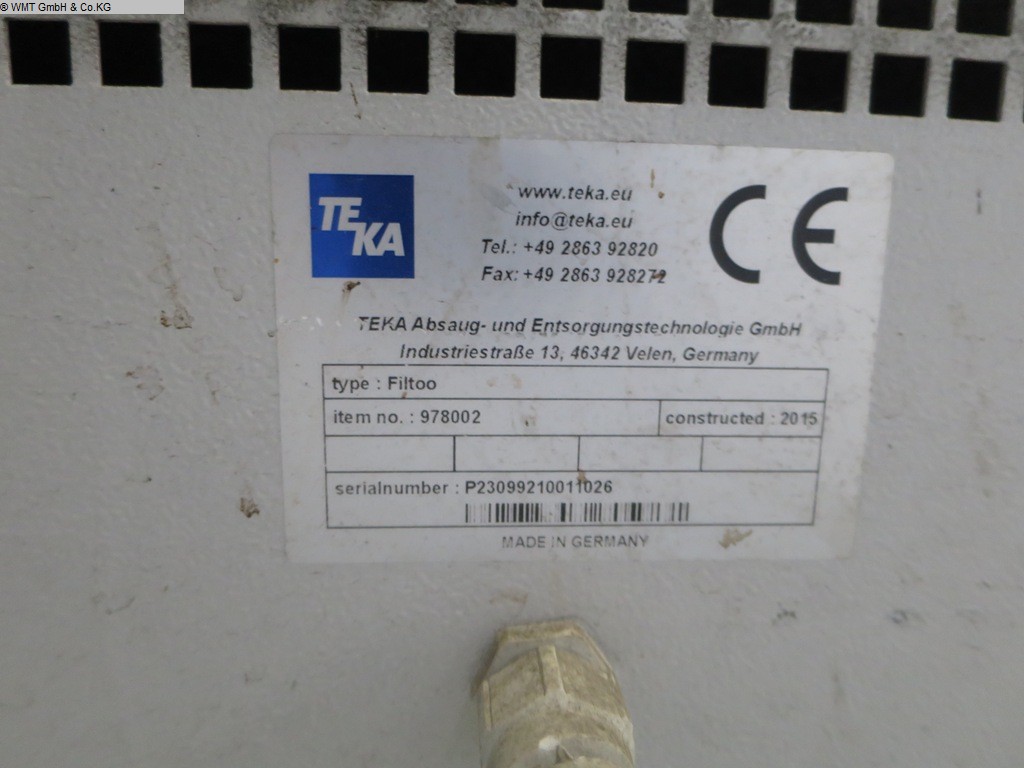 © WMT GmbH & Co.KG
TEKA
www.teka.eu
info@teka.eu
Tel.: +49 2863 92820
Fax: +49 2863 928272
CE
TEKA Absaug- und Entsorgungstechnologie GmbH
Industriestraße 13, 46342 Velen, Germany
type : Filtoo
item no. : 978002 constructed : 2015
serialnumber : P23099210011026
MADE IN GERMANY